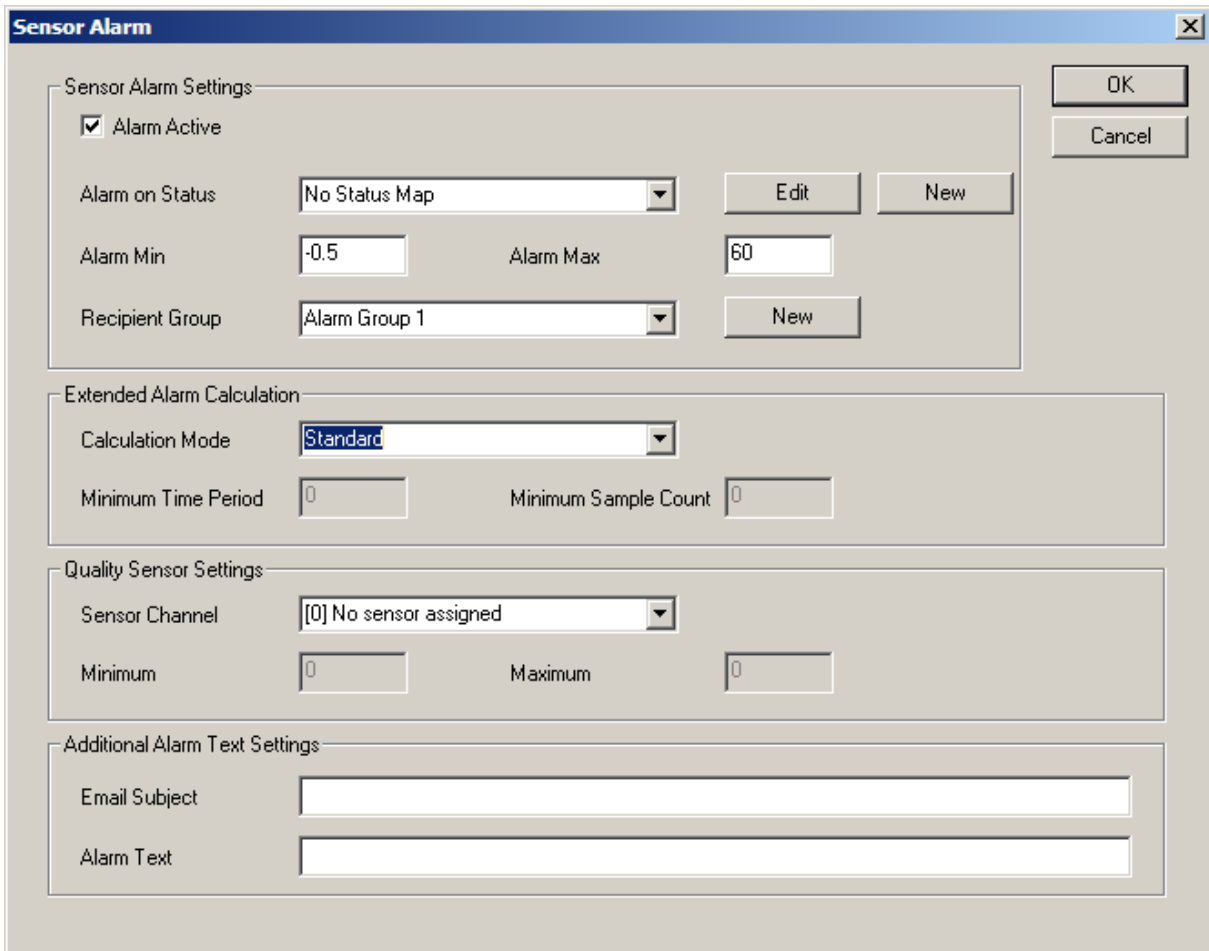 Sensor Alarm
Sensor Alarm Settings
OK
Alarm Active
Cancel
Alarm on Status No Status Map Edit New
Alarm Min -0.5 Alarm Max 60
Recipient Group Alarm Group 1 New
Extended Alarm Calculation
Calculation Mode Standard
Minimum Time Period 0 Minimum Sample Count 0
Quality Sensor Settings
Sensor Channel [0] No sensor assigned
Minimum 0 Maximum 0
Additional Alarm Text Settings
Email Subject
Alarm Text